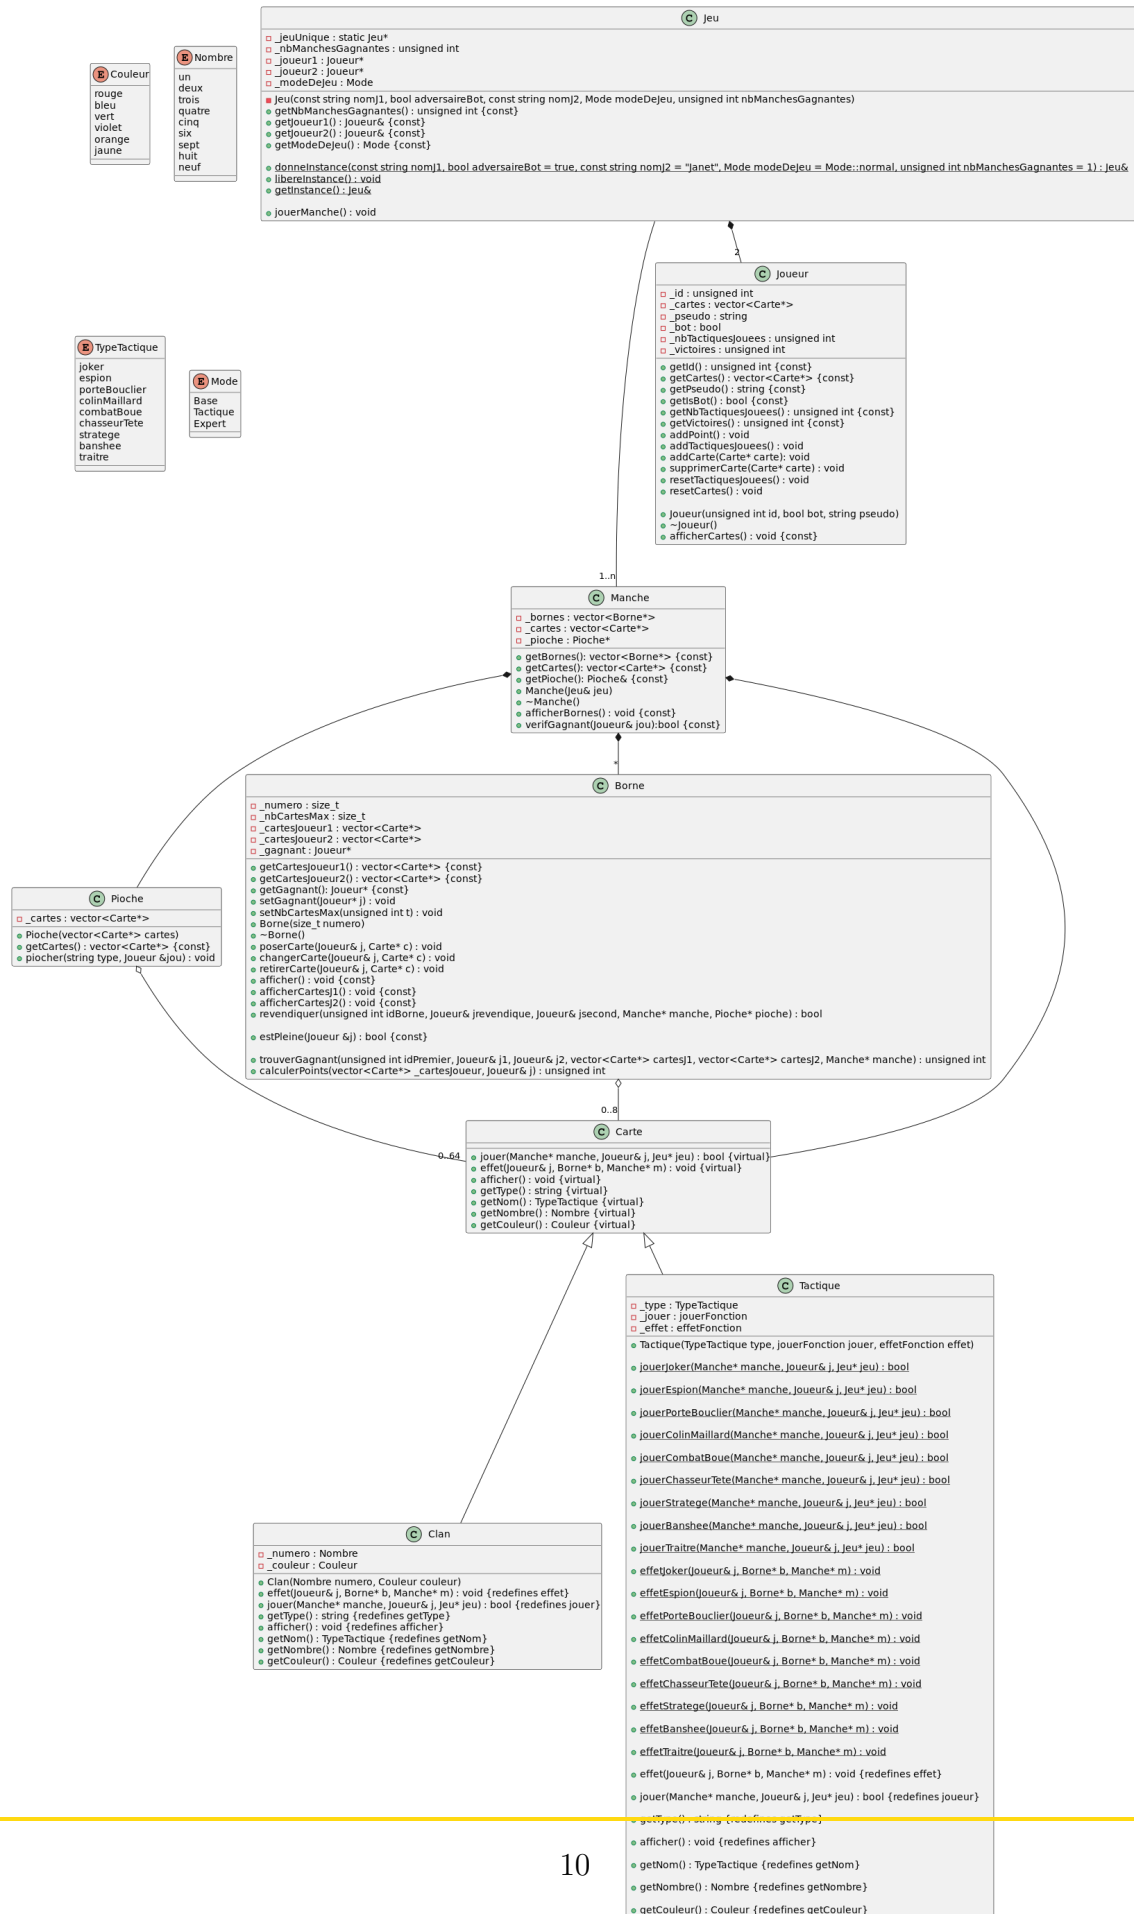 Couleur
rouge
bleu
vert
violet
orange
jaune
Nombre
un
deux
trois
quatre
cinq
six
sept
huit
neuf
Jeu
_jeuUnique : static Jeu*
_nbManchesGagnantes : unsigned int
_joueur1 : Joueur*
_joueur2 : Joueur*
_modeDeJeu : Mode
Jeu(const string nomJ1, bool adversaireBot, const string nomJ2, Mode modeDeJeu, unsigned int nbManchesGagnantes)
getNbManchesGagnantes() : unsigned int {const}
getJoueur1() : Joueur& {const}
getJoueur2() : Joueur& {const}
getModeDeJeu() : Mode {const}
donneInstance(const string nomJ1, bool adversaireBot = true, const string nomJ2 = "Janet", Mode modeDeJeu = Mode::normal, unsigned int nbManchesGagnantes = 1) : Jeu&
libereInstance() : void
getInstance() : Jeu&
jouerManche() : void
2
TypeTactique
joker
espion
porteBouclier
colinMaillard
combatBoue
chasseurTete
stratege
banshee
traitre
Mode
Base
Tactique
Expert
Joueur
_id : unsigned int
_cartes : vector<Carte*>
_pseudo : string
_bot : bool
_nbTactiquesJouees : unsigned int
_victoires : unsigned int
getId() : unsigned int {const}
getCartes() : vector<Carte*> {const}
getPseudo() : string {const}
getIsBot() : bool {const}
getNbTactiquesJouees() : unsigned int {const}
getVictoires() : unsigned int {const}
addPoint() : void
addTactiquesJouees() : void
addCarte(Carte* carte): void
supprimerCarte(Carte* carte) : void
resetTactiquesJouees() : void
resetCartes() : void
Joueur(unsigned int id, bool bot, string pseudo)
~Joueur()
afficherCartes() : void {const}
1..n
Manche
_bornes : vector<Borne*>
_cartes : vector<Carte*>
_pioche : Pioche*
getBornes(): vector<Borne*> {const}
getCartes(): vector<Carte*> {const}
getPioche(): Pioche& {const}
Manche(Jeu& jeu)
~Manche()
afficherBornes() : void {const}
verifGagnant(Joueur& jou):bool {const}
*
Pioche
_cartes : vector<Carte*>
Pioche(vector<Carte*> cartes)
getCartes() : vector<Carte*> {const}
piocher(string type, Joueur &jou) : void
Borne
_numero : size_t
_nbCartesMax : size_t
_cartesJoueur1 : vector<Carte*>
_cartesJoueur2 : vector<Carte*>
_gagnant : Joueur*
getCartesJoueur1() : vector<Carte*> {const}
getCartesJoueur2() : vector<Carte*> {const}
getGagnant(): Joueur* {const}
setGagnant(Joueur* j) : void
setNbCartesMax(unsigned int t) : void
Borne(size_t numero)
~Borne()
poserCarte(Joueur& j, Carte* c) : void
changerCarte(Joueur& j, Carte* c) : void
retirerCarte(Joueur& j, Carte* c) : void
afficher() : void {const}
afficherCartesJ1() : void {const}
afficherCartesJ2() : void {const}
revendiquer(unsigned int idBorne, Joueur& jrevendique, Joueur& jsecond, Manche* manche, Pioche* pioche) : bool
estPleine(Joueur &j) : bool {const}
trouverGagnant(unsigned int idPremier, Joueur& j1, Joueur& j2, vector<Carte*> cartesJ1, vector<Carte*> cartesJ2, Manche* manche) : unsigned int
calculerPoints(vector<Carte*> _cartesJoueur, Joueur& j) : unsigned int
0..8
0..64
Carte
jouer(Manche* manche, Joueur& j, Jeu* jeu) : bool {virtual}
effet(Joueur& j, Borne* b, Manche* m) : void {virtual}
afficher() : void {virtual}
getType() : string {virtual}
getNom() : TypeTactique {virtual}
getNombre() : Nombre {virtual}
getCouleur() : Couleur {virtual}
Clan
_numero : Nombre
_couleur : Couleur
Clan(Nombre numero, Couleur couleur)
effet(Joueur& j, Borne* b, Manche* m) : void {redefines effet}
jouer(Manche* manche, Joueur& j, Jeu* jeu) : bool {redefines jouer}
getType() : string {redefines getType}
afficher() : void {redefines afficher}
getNom() : TypeTactique {redefines getNom}
getNombre() : Nombre {redefines getNombre}
getCouleur() : Couleur {redefines getCouleur}
Tactique
_type : TypeTactique
_jouer : jouerFonction
_effet : effetFonction
Tactique(TypeTactique type, jouerFonction jouer, effetFonction effet)
jouerJoker(Manche* manche, Joueur& j, Jeu* jeu) : bool
jouerEspion(Manche* manche, Joueur& j, Jeu* jeu) : bool
jouerPorteBouclier(Manche* manche, Joueur& j, Jeu* jeu) : bool
jouerColinMaillard(Manche* manche, Joueur& j, Jeu* jeu) : bool
jouerCombatBoue(Manche* manche, Joueur& j, Jeu* jeu) : bool
jouerChasseurTete(Manche* manche, Joueur& j, Jeu* jeu) : bool
jouerStratege(Manche* manche, Joueur& j, Jeu* jeu) : bool
jouerBanshee(Manche* manche, Joueur& j, Jeu* jeu) : bool
jouerTraitre(Manche* manche, Joueur& j, Jeu* jeu) : bool
effetJoker(Joueur& j, Borne* b, Manche* m) : void
effetEspion(Joueur& j, Borne* b, Manche* m) : void
effetPorteBouclier(Joueur& j, Borne* b, Manche* m) : void
effetColinMaillard(Joueur& j, Borne* b, Manche* m) : void
effetCombatBoue(Joueur& j, Borne* b, Manche* m) : void
effetChasseurTete(Joueur& j, Borne* b, Manche* m) : void
effetStratege(Joueur& j, Borne* b, Manche* m) : void
effetBanshee(Joueur& j, Borne* b, Manche* m) : void
effetTraitre(Joueur& j, Borne* b, Manche* m) : void
effet(Joueur& j, Borne* b, Manche* m) : void {redefines effet}
jouer(Manche* manche, Joueur& j, Jeu* jeu) : bool {redefines joueur}
getType() : string {redefines getType}
afficher() : void {redefines afficher}
getNom() : TypeTactique {redefines getNom}
getNombre() : Nombre {redefines getNombre}
getCouleur() : Couleur {redefines getCouleur}
10